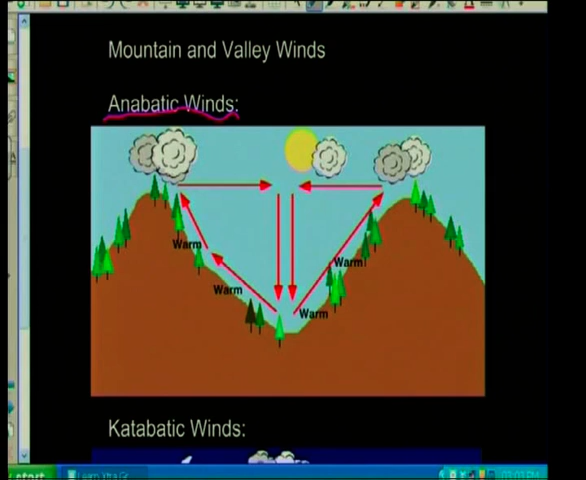 Mountain and Valley Winds
Anabatic Winds:
Warm
Warm
Warm
Warm
Katabatic Winds:
start